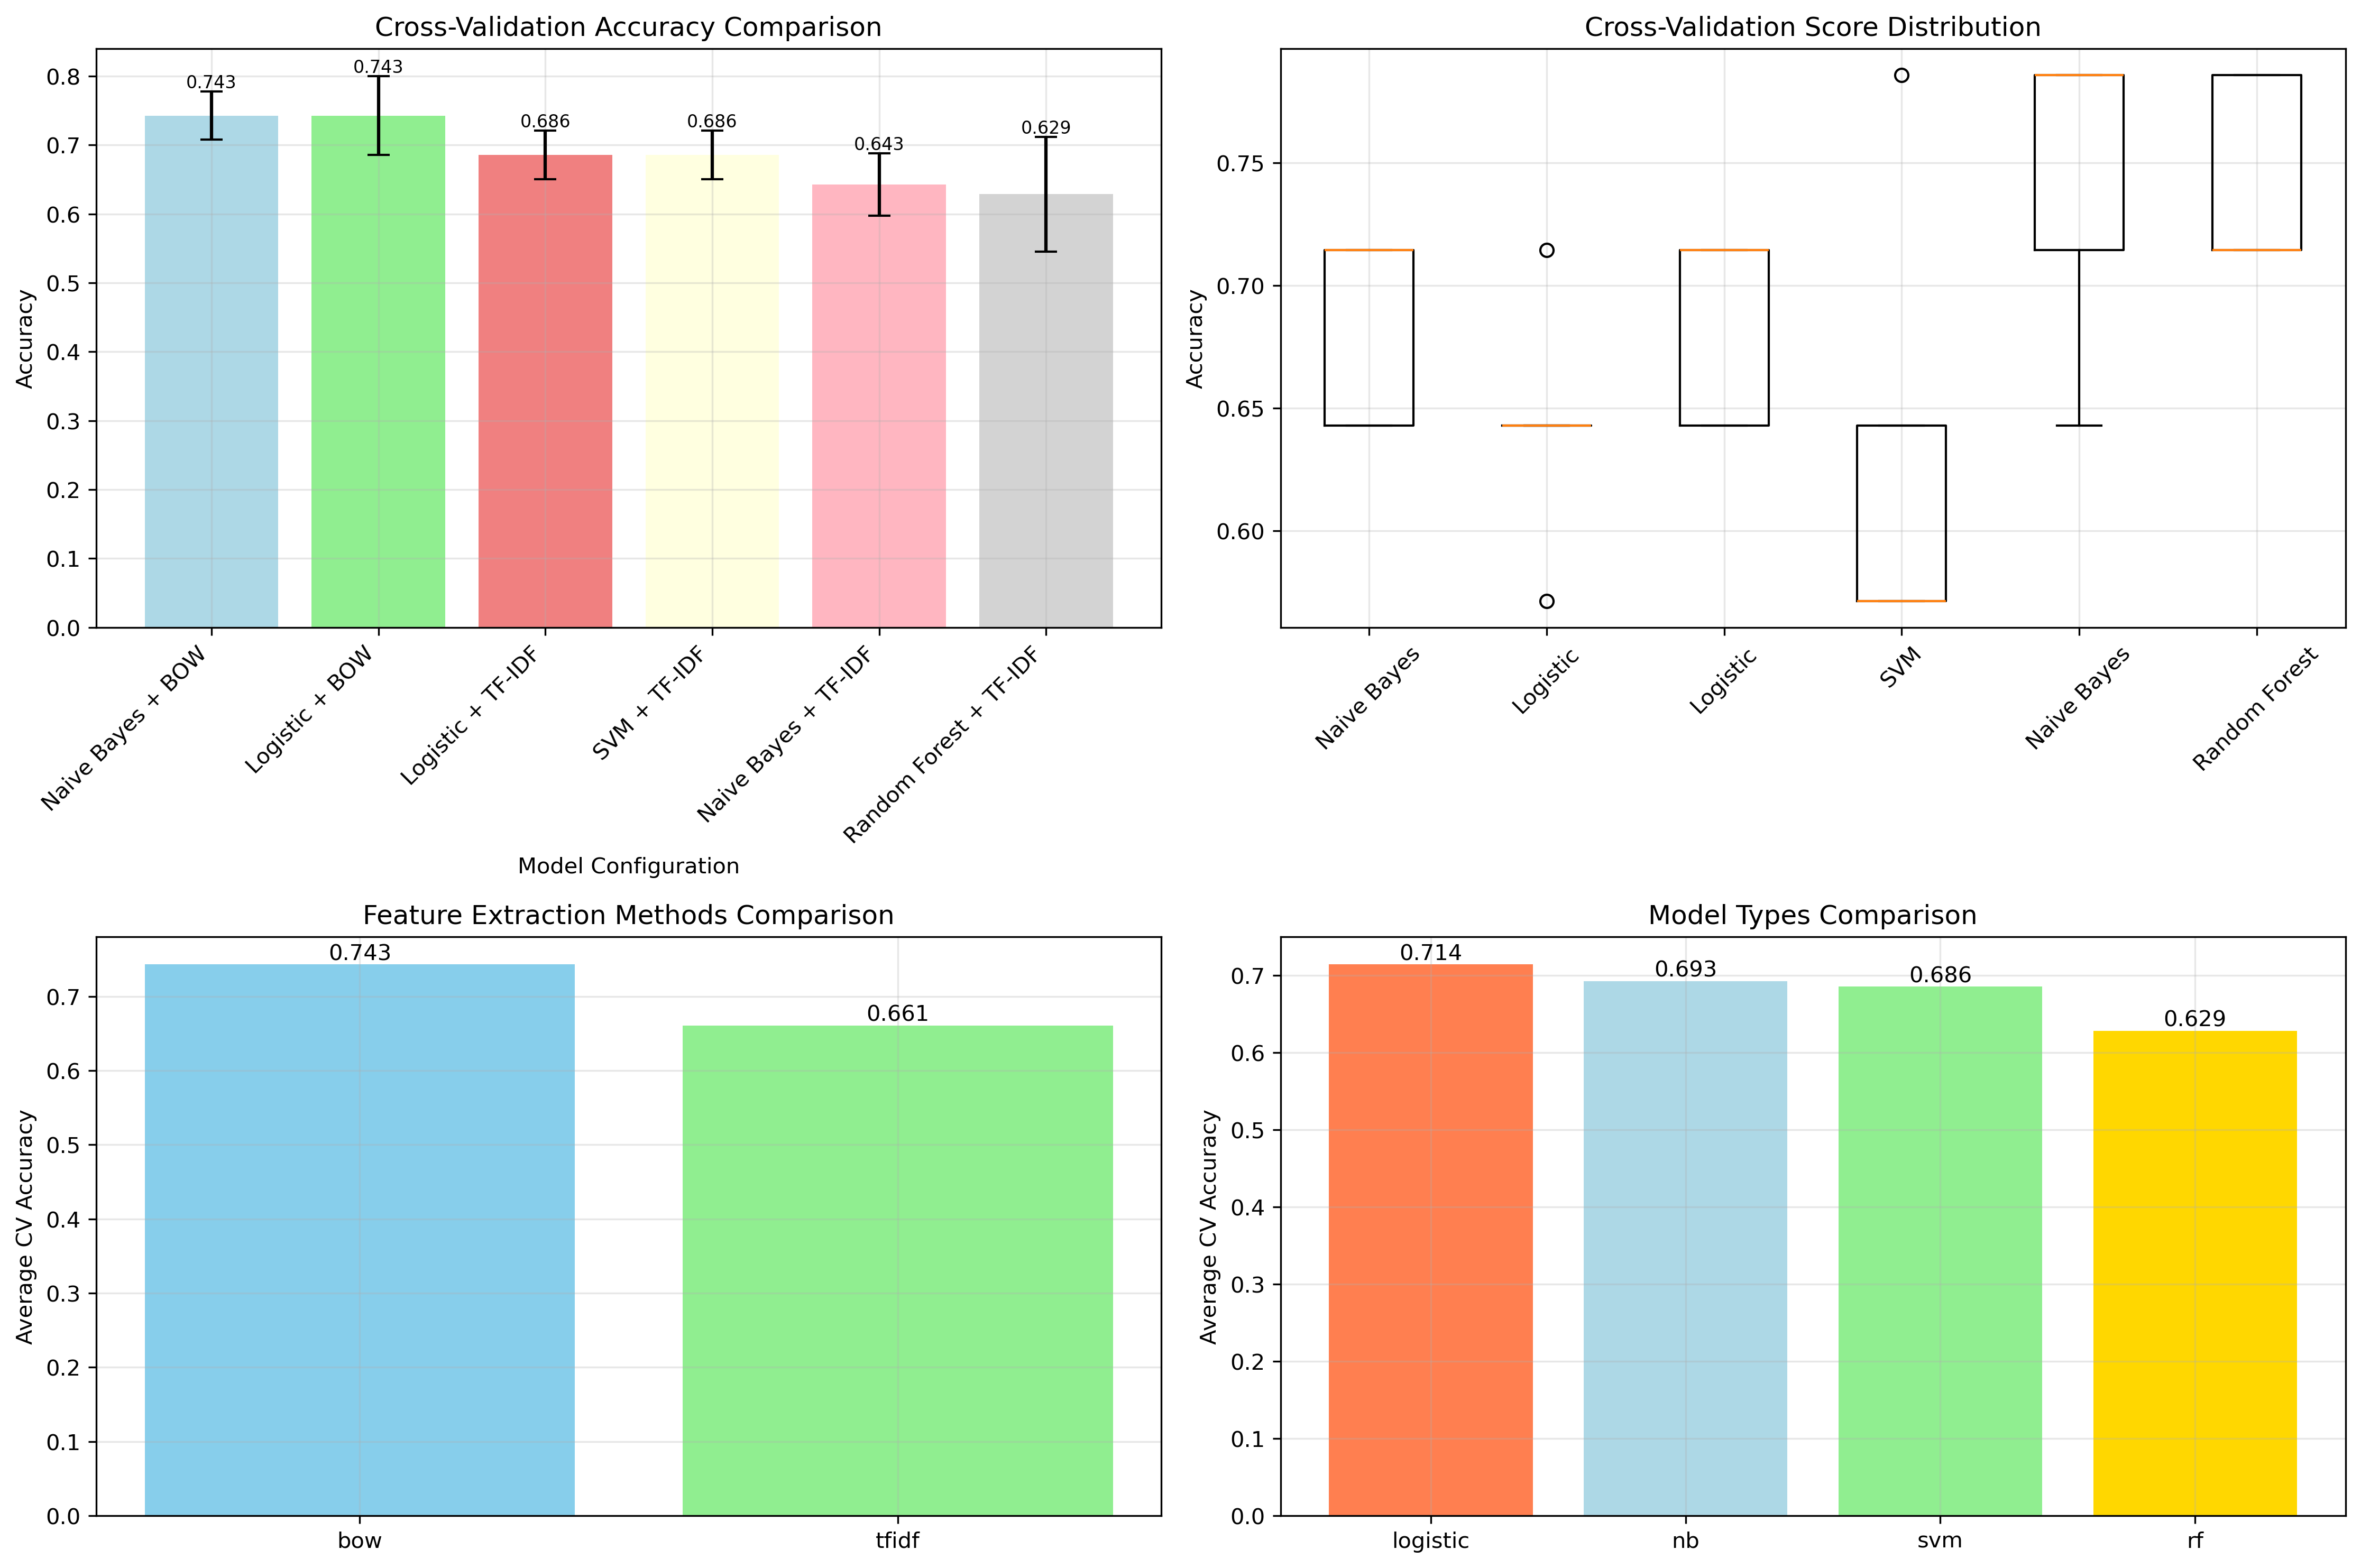 Cross-Validation Accuracy Comparison
Accuracy
0.8
0.7
0.6
0.5
0.4
0.3
0.2
0.1
0.0
0.743
0.743
0.686
0.686
0.643
0.629
Naive Bayes + BOW
Logistic + BOW
Logistic + TF-IDF
SVM + TF-IDF
Naive Bayes + TF-IDF
Random Forest + TF-IDF
Model Configuration
Cross-Validation Score Distribution
Accuracy
0.75
0.70
0.65
0.60
Naive Bayes
Logistic
Logistic
SVM
Naive Bayes
Random Forest
Feature Extraction Methods Comparison
Average CV Accuracy
0.7
0.6
0.5
0.4
0.3
0.2
0.1
0.0
0.743
0.661
bow
tfidf
Model Types Comparison
Average CV Accuracy
0.7
0.6
0.5
0.4
0.3
0.2
0.1
0.0
0.714
0.693
0.686
0.629
logistic
nb
svm
rf